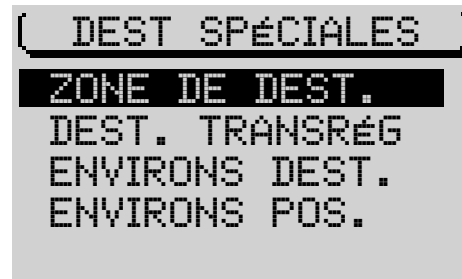 DEST SPéCIALES
ZONE DE DEST.
DEST. TRANSRéG
ENVIRONS DEST.
ENVIRONS POS.